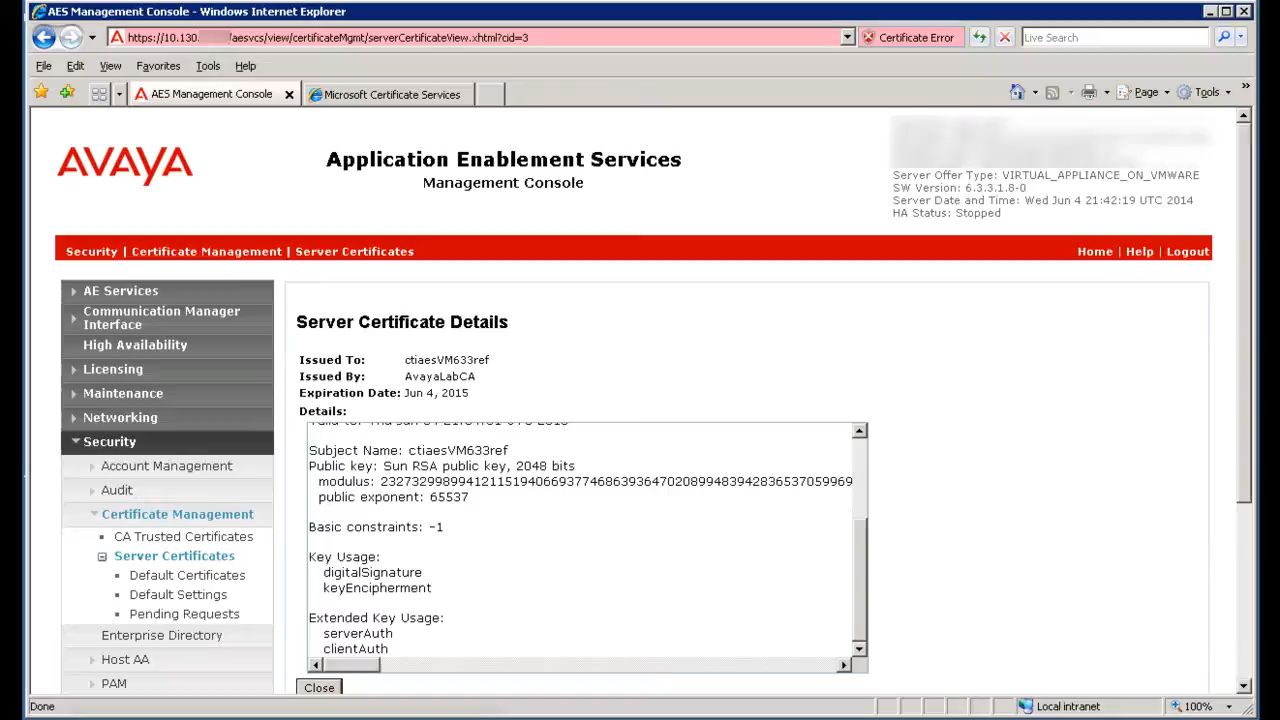 AES Management Console - Windows Internet Explorer
https://10.130. /aesvcs/view/certificateMgmt/serverCertificateView.xhtml?cid=3
Certificate Error
Live Search
File Edit View Favorites Tools Help
AES Management Console
Microsoft Certificate Services
Page Tools »
AVAYA
Application Enablement Services
Management Console
Server Offer Type: VIRTUAL_APPLIANCE_ON_VMWARE
SW Version: 6.3.3.1.8-0
Server Date and Time: Wed Jun 4 21:42:19 UTC 2014
HA Status: Stopped
Security | Certificate Management | Server Certificates
Home | Help | Logout
AE Services
Communication Manager
Interface
High Availability
Licensing
Maintenance
Networking
Security
Account Management
Audit
Certificate Management
CA Trusted Certificates
Server Certificates
Default Certificates
Default Settings
Pending Requests
Enterprise Directory
Host AA
PAM
Server Certificate Details
Issued To: ctiaesVM633ref
Issued By: AvayaLabCA
Expiration Date: Jun 4, 2015
Details:
Subject Name: ctiaesVM633ref
Public key: Sun RSA public key, 2048 bits
modulus: 2327329989941211519406693774686393647020899483942836537059969
public exponent: 65537
Basic constraints: -1
Key Usage:
digitalSignature
keyEncipherment
Extended Key Usage:
serverAuth
clientAuth
Close
Done
Local intranet
100%